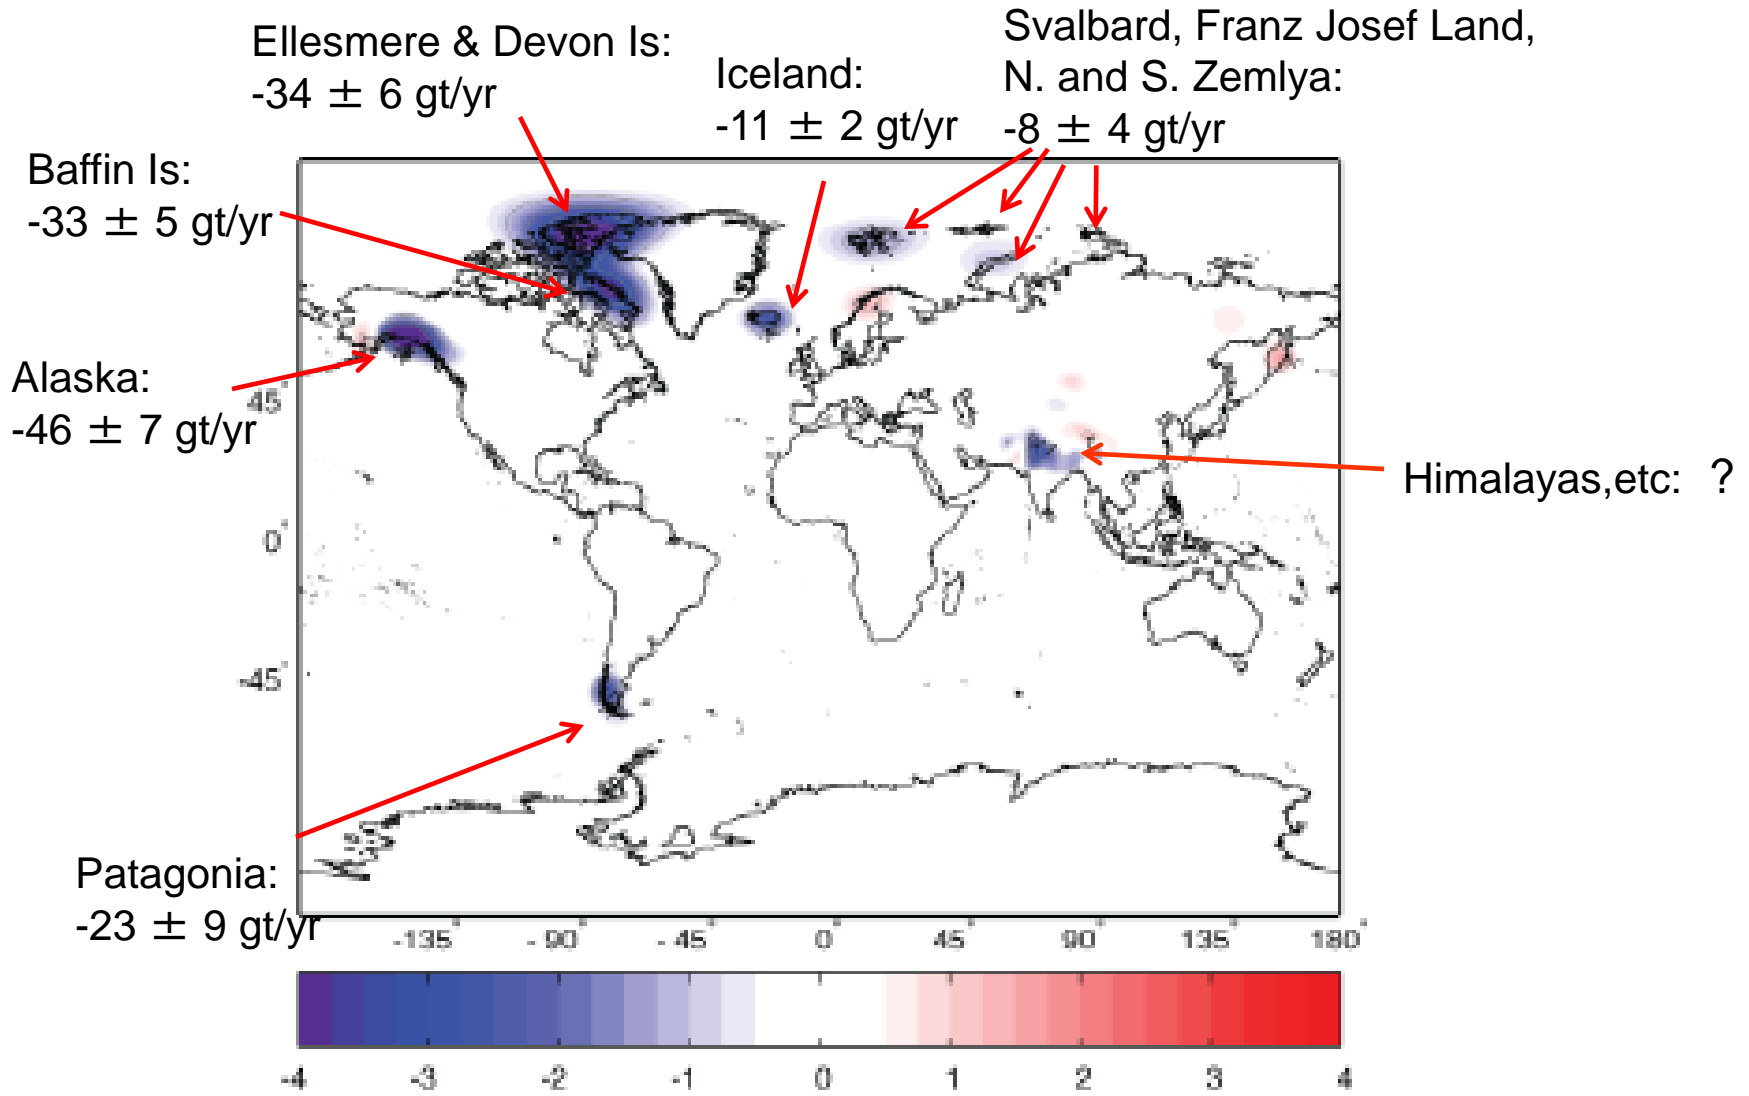 Ellesmere & Devon Is:
-34 ± 6 gt/yr
Iceland:
-11 ± 2 gt/yr
Svalbard, Franz Josef Land,
N. and S. Zemlya:
-8 ± 4 gt/yr
Baffin Is:
-33 ± 5 gt/yr
Alaska:
-46 ± 7 gt/yr
Himalayas,etc: ?
Patagonia:
-23 ± 9 gt/yr
45°
0°
-45°
-135° -90° -45° 0° 45° 90° 135° 180°
-4 -3 -2 -1 0 1 2 3 4